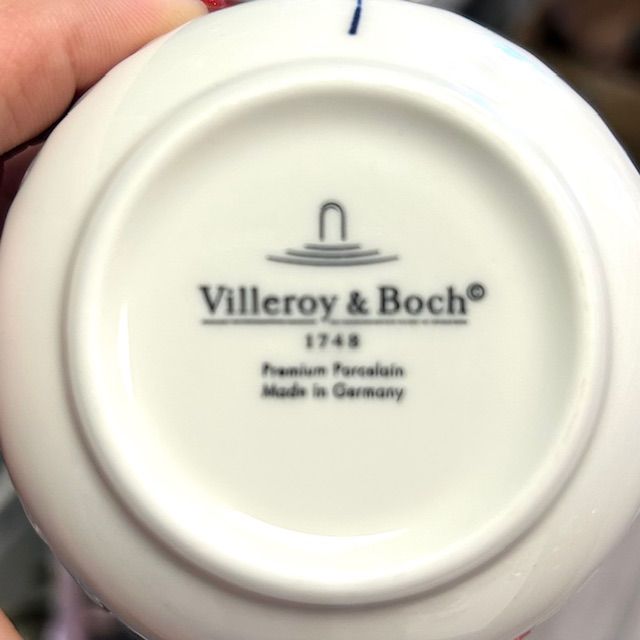 Villeroy & Boch©
1748
Premium Porcelain
Made in Germany